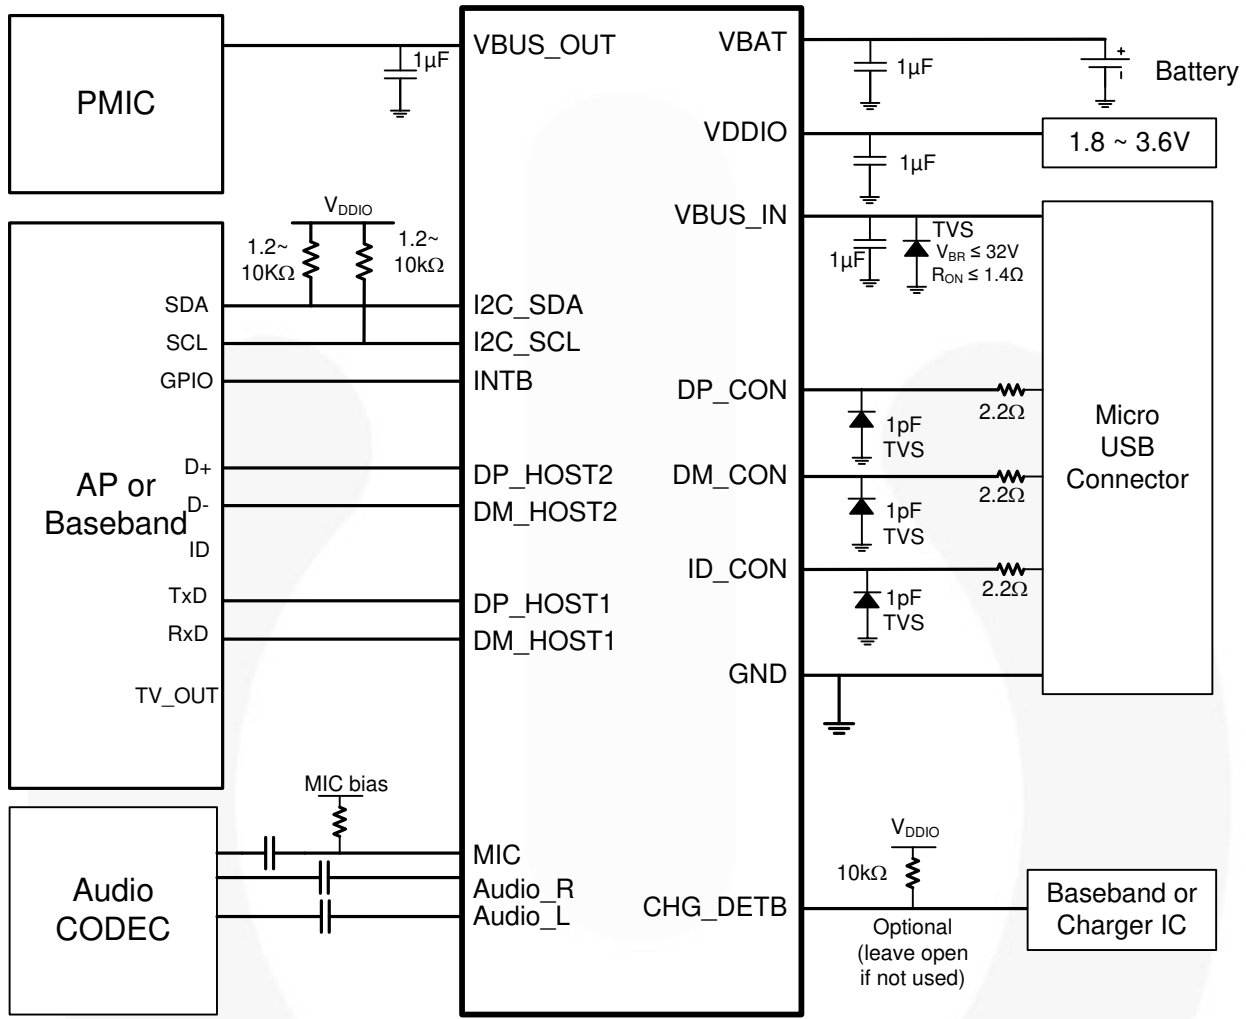 PMIC
1µF
VBUS_OUT
VBAT
1µF
+
-
Battery
VDDIO
1µF
1.8 ~ 3.6V
VBUS_IN
1µF
TVS
VBR ≤ 32V
RON ≤ 1.4Ω
VDDIO
1.2~
10KΩ
1.2~
10kΩ
SDA
SCL
GPIO
D+
D-
ID
TxD
RxD
TV_OUT
AP or
Baseband
I2C_SDA
I2C_SCL
INTB
DP_HOST2
DM_HOST2
DP_HOST1
DM_HOST1
DP_CON
2.2Ω
1pF
TVS
DM_CON
2.2Ω
1pF
TVS
ID_CON
2.2Ω
1pF
TVS
GND
Micro
USB
Connector
MIC bias
Audio
CODEC
MIC
Audio_R
Audio_L
VDDIO
10kΩ
CHG_DETB
Optional
(leave open
if not used)
Baseband or
Charger IC